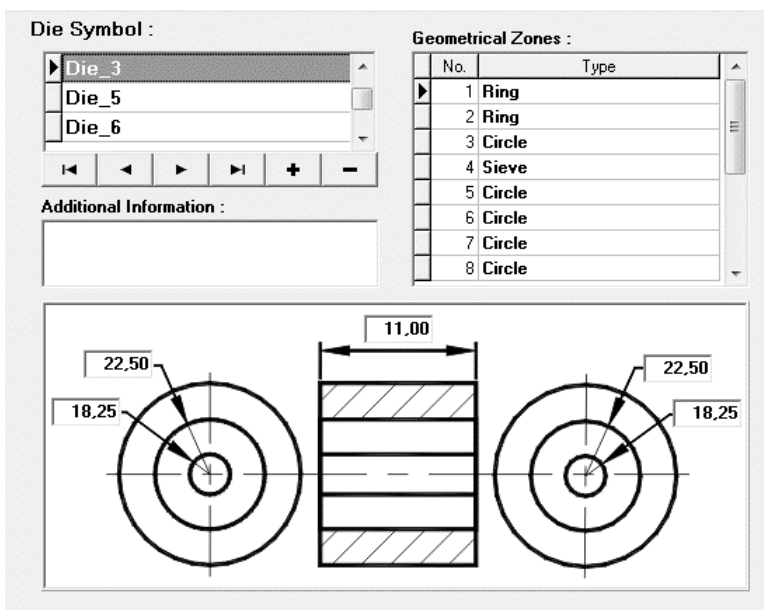 Die Symbol :
Die_3
Die_5
Die_6
Additional Information :
Geometrical Zones :
No. Type
1 Ring
2 Ring
3 Circle
4 Sieve
5 Circle
6 Circle
7 Circle
8 Circle
11,00
22,50
18,25
22,50
18,25